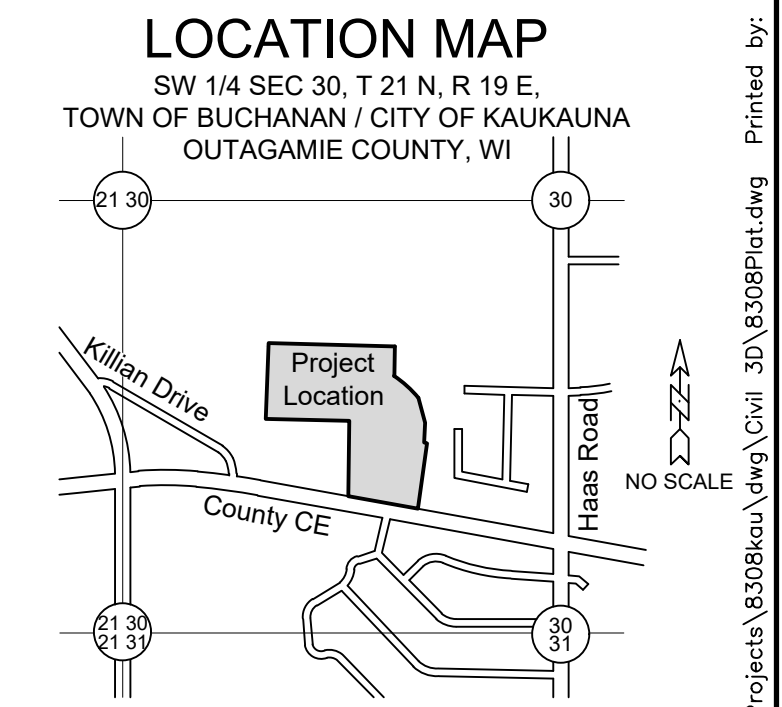 LOCATION MAP
SW 1/4 SEC 30, T 21 N, R 19 E,
TOWN OF BUCHANAN / CITY OF KAUKAUNA
OUTAGAMIE COUNTY, WI
21 30
30
Killian Drive
Project
Location
Haas Road
N
NO SCALE
County CE
21 30
21 31
30
31
Projects\8308kau\dwg\Civil 3D\8308Plat.dwg Printed by: